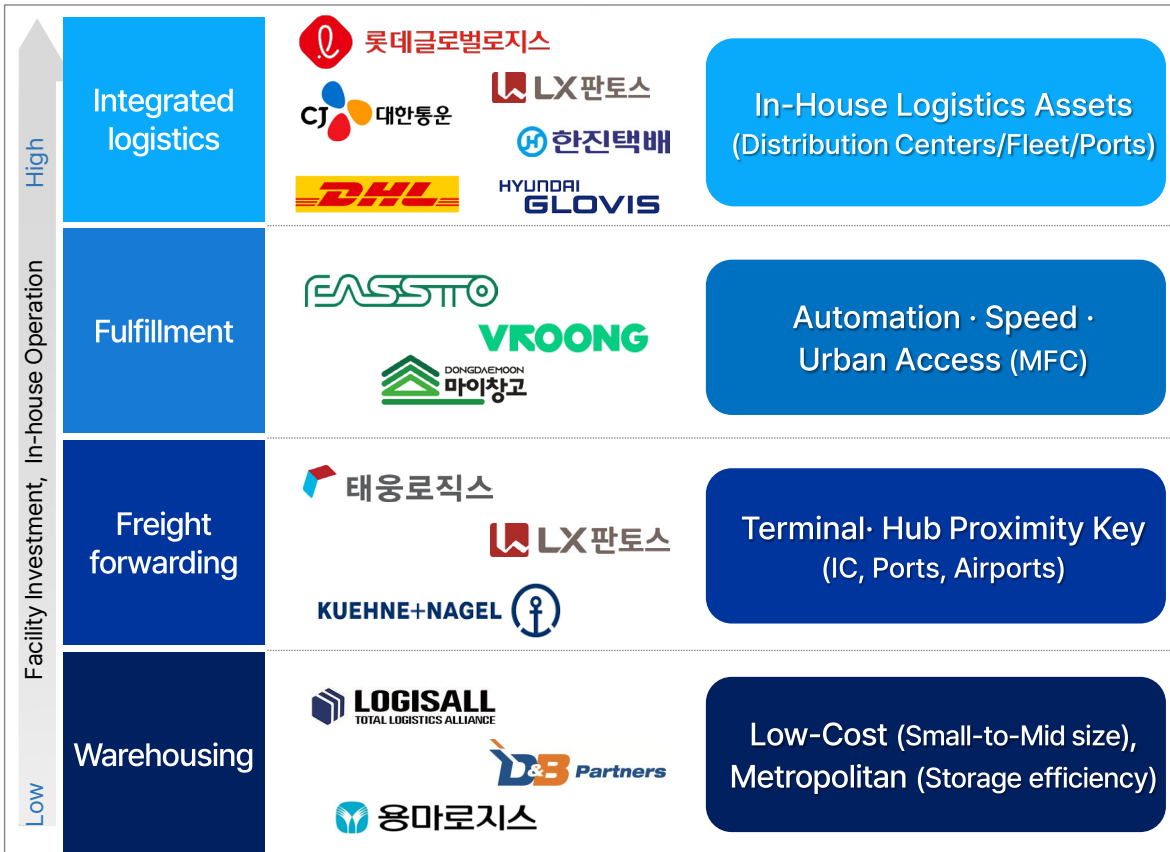 High
Facility Investment, In-house Operation
Low
Integrated
logistics
롯데글로벌로지스
CJ 대한통운
LX판토스
한진택배
DHL
HYUNDAI
GLOVIS
In-House Logistics Assets
(Distribution Centers/Fleet/Ports)
Fulfillment
FASSTO
VROONG
DONGDAEMOON
마이창고
Automation · Speed ·
Urban Access (MFC)
Freight
forwarding
태웅로직스
LX판토스
KUEHNE+NAGEL
Terminal· Hub Proximity Key
(IC, Ports, Airports)
Warehousing
LOGISALL
TOTAL LOGISTICS ALLIANCE
D&B Partners
용마로지스
Low-Cost (Small-to-Mid size),
Metropolitan (Storage efficiency)